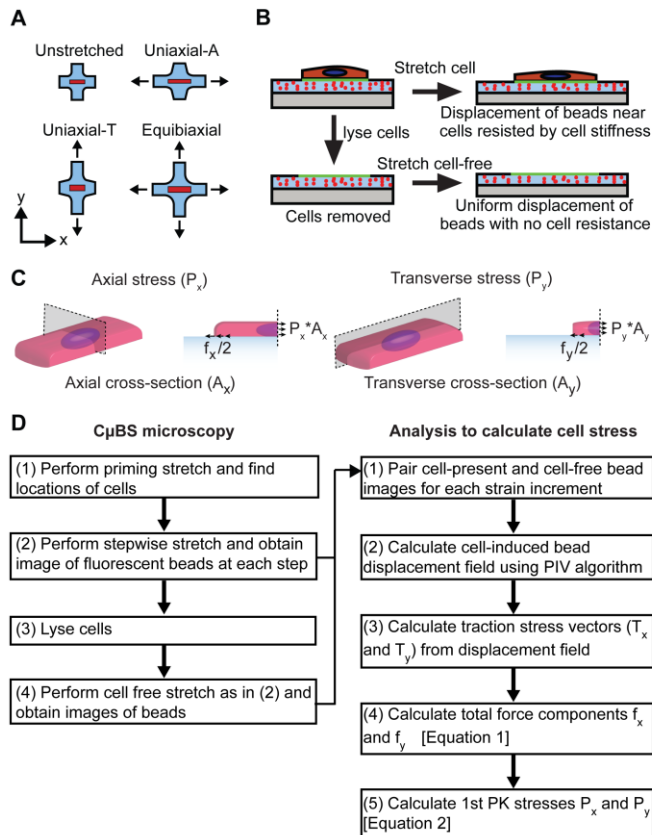 A
Unstretched
Uniaxial-A
Uniaxial-T
Equibiaxial
y
x
B
Stretch cell
Displacement of beads near
cells resisted by cell stiffness
lyse cells
Stretch cell-free
Cells removed
Uniform displacement of
beads with no cell resistance
C
Axial stress (Px)
Px*Ax
fx/2
Axial cross-section (Ax)
Transverse stress (Py)
Py*Ay
fy/2
Transverse cross-section (Ay)
D
CμBS microscopy
(1) Perform priming stretch and find
locations of cells
(2) Perform stepwise stretch and obtain
image of fluorescent beads at each step
(3) Lyse cells
(4) Perform cell free stretch as in (2) and
obtain images of beads
Analysis to calculate cell stress
(1) Pair cell-present and cell-free bead
images for each strain increment
(2) Calculate cell-induced bead
displacement field using PIV algorithm
(3) Calculate traction stress vectors (Tx
and Ty) from displacement field
(4) Calculate total force components fx
and fy [Equation 1]
(5) Calculate 1st PK stresses Px and Py
[Equation 2]